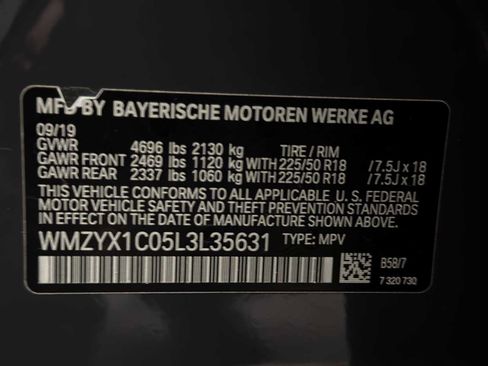 MFD BY BAYERISCHE MOTOREN WERKE AG
09/19
GVWR 4696 lbs 2130 kg TIRE / RIM
GAWR FRONT 2469 lbs 1120 kg WITH 225/50 R18 /7.5J x 18
GAWR REAR 2337 lbs 1060 kg WITH 225/50 R18 /7.5J x 18
THIS VEHICLE CONFORMS TO ALL APPLICABLE U.S. FEDERAL
MOTOR VEHICLE SAFETY, BUMPER, AND THEFT PREVENTION
STANDARDS IN EFFECT ON THE DATE OF
MANUFACTURE SHOWN ABOVE.
WMZYX1C05L3L35631 TYPE: MPV
B58/7
7 320 730